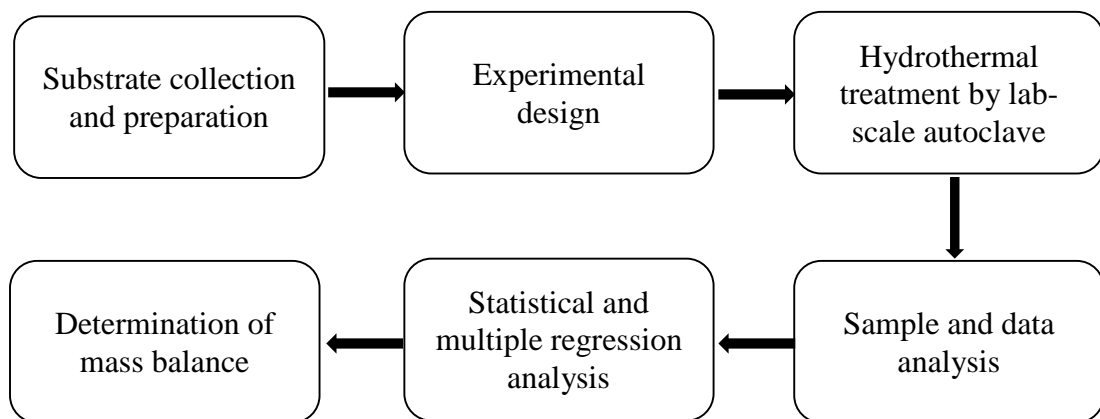 Substrate collection
and preparation
Experimental
design
Hydrothermal
treatment by lab-
scale autoclave
Sample and data
analysis
Statistical and
multiple regression
analysis
Determination of
mass balance